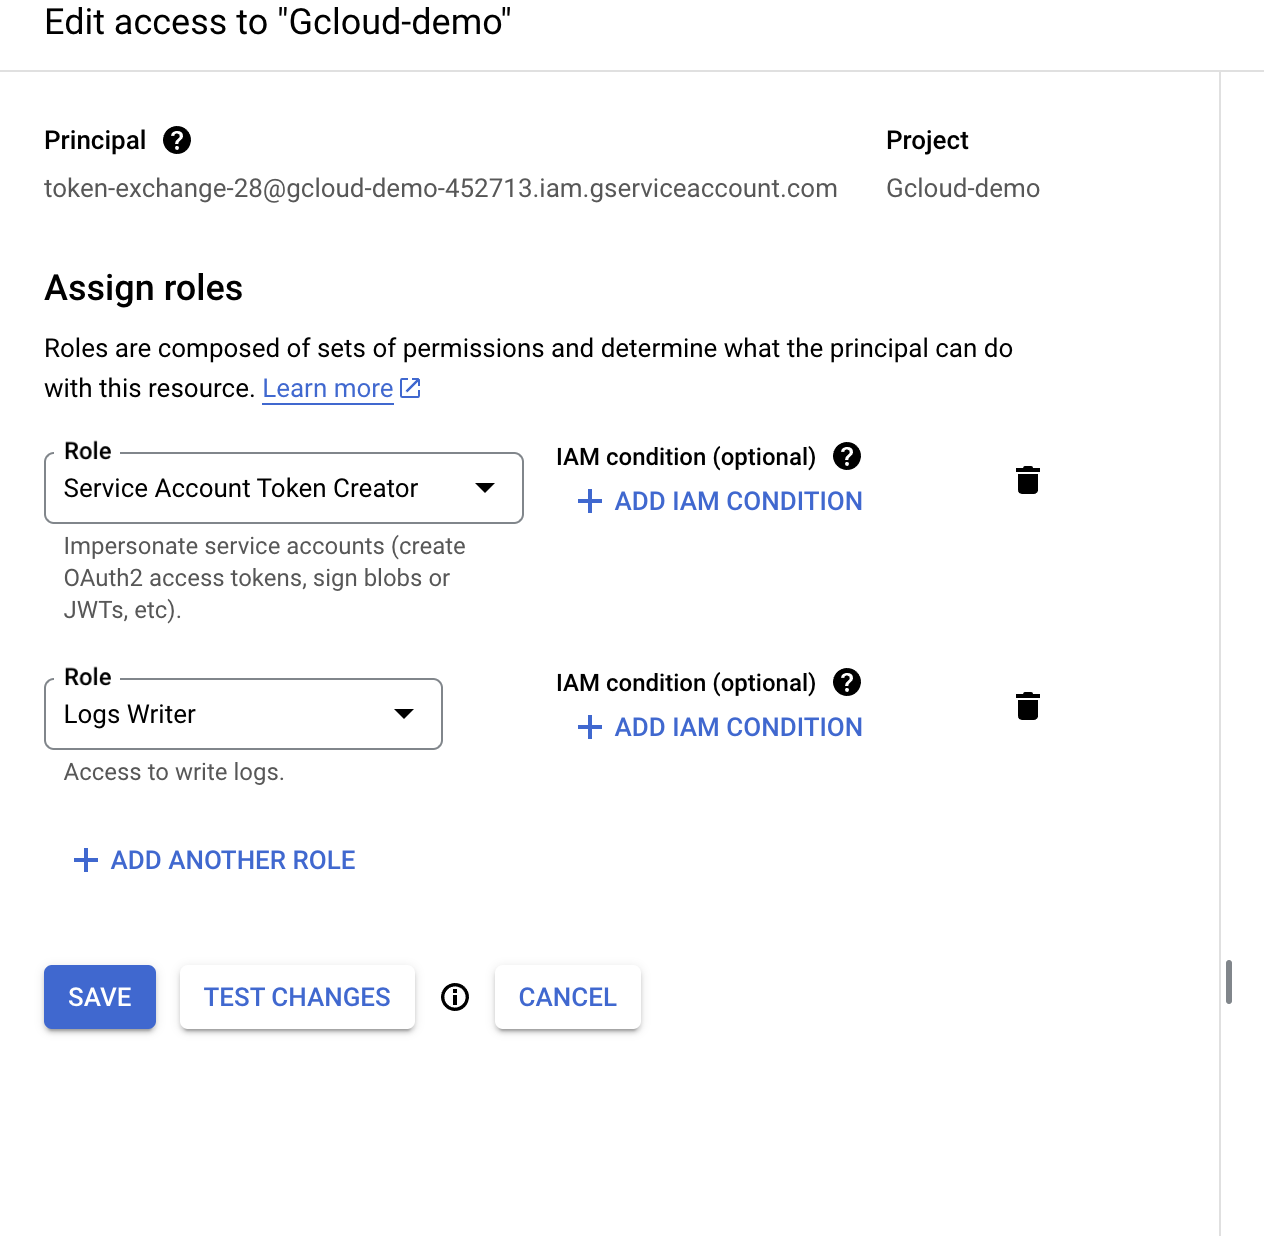 Edit access to "Gcloud-demo"
Principal
Project
token-exchange-28@gcloud-demo-452713.iam.gserviceaccount.com
Gcloud-demo
Assign roles
Roles are composed of sets of permissions and determine what the principal can do
with this resource. Learn more
Role
Service Account Token Creator
IAM condition (optional)
+ ADD IAM CONDITION
Impersonate service accounts (create
OAuth2 access tokens, sign blobs or
JWTs, etc).
Role
Logs Writer
IAM condition (optional)
+ ADD IAM CONDITION
Access to write logs.
+ ADD ANOTHER ROLE
SAVE
TEST CHANGES
CANCEL